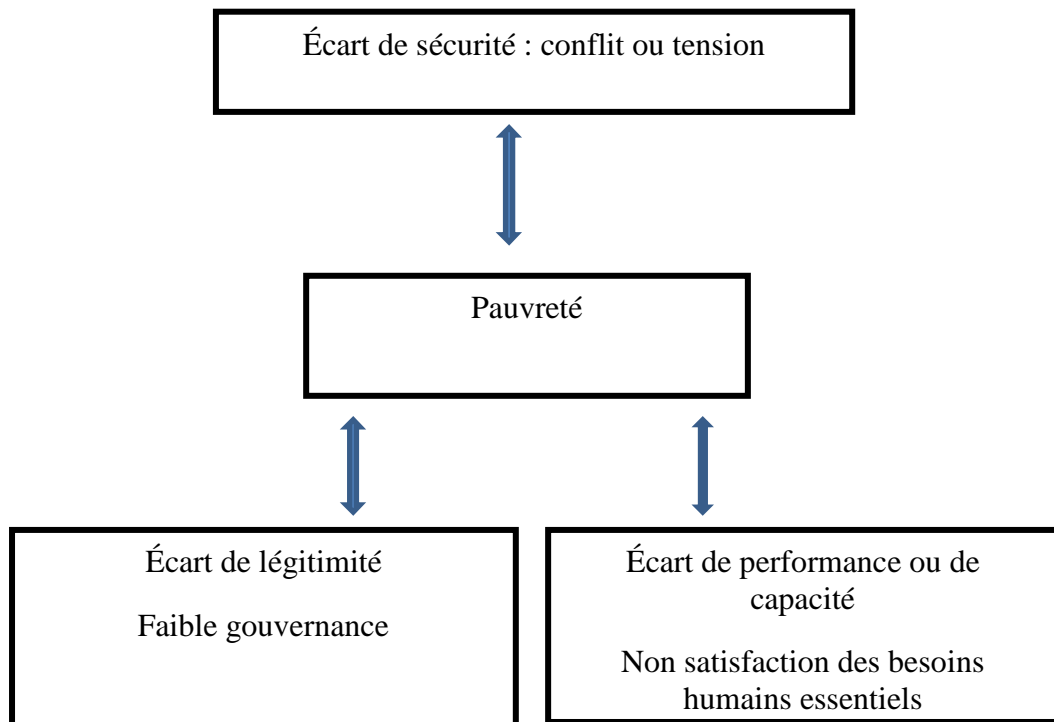 Écart de sécurité : conflit ou tension
Pauvreté
Écart de légitimité
Faible gouvernance
Écart de performance ou de
capacité
Non satisfaction des besoins
humains essentiels